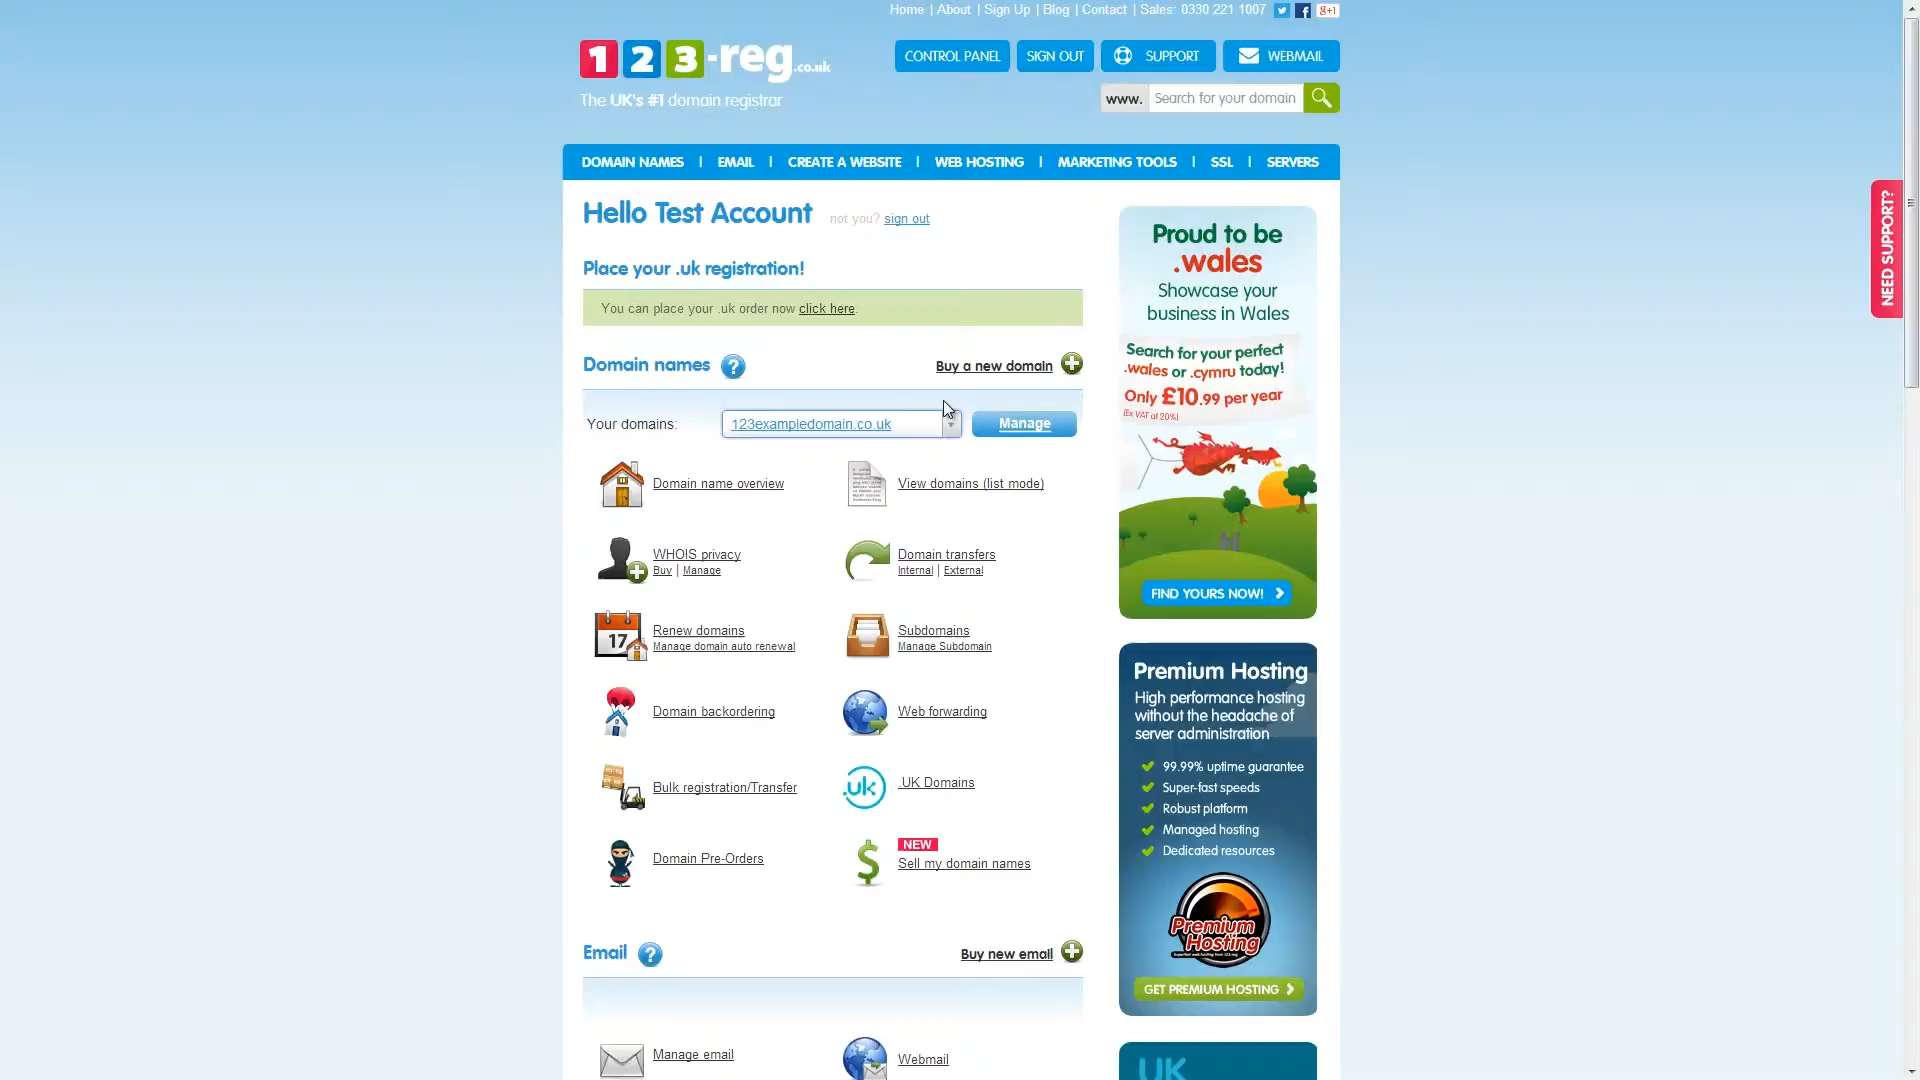 Home | About | Sign Up | Blog | Contact | Sales: 0330 221 1007
g+1
123-reg.co.uk
The UK's #1 domain registrar
CONTROL PANEL
SIGN OUT
SUPPORT
WEBMAIL
www. Search for your domain
DOMAIN NAMES | EMAIL | CREATE A WEBSITE | WEB HOSTING | MARKETING TOOLS | SSL | SERVERS
NEED SUPPORT?
Hello Test Account not you? sign out
Place your .uk registration!
You can place your .uk order now click here.
Domain names ? Buy a new domain
Your domains: 123exampledomain.co.uk Manage
Domain name overview
View domains (list mode)
WHOIS privacy
Buy | Manage
Domain transfers
Internal | External
17
Renew domains
Manage domain auto renewal
Subdomains
Manage Subdomain
Domain backordering
Web forwarding
Bulk registration/Transfer
.uk
.UK Domains
Domain Pre-Orders
$
NEW
Sell my domain names
Email ? Buy new email
Manage email
Webmail
Proud to be
.wales
Showcase your
business in Wales
Search for your perfect
.wales or .cymru today!
Only £10.99 per year
(Ex VAT at 20%)
FIND YOURS NOW!
Premium Hosting
High performance hosting
without the headache of
server administration
99.99% uptime guarantee
Super-fast speeds
Robust platform
Managed hosting
Dedicated resources
Premium
Hosting
Superfast web hosting from 123-reg
GET PREMIUM HOSTING
UK